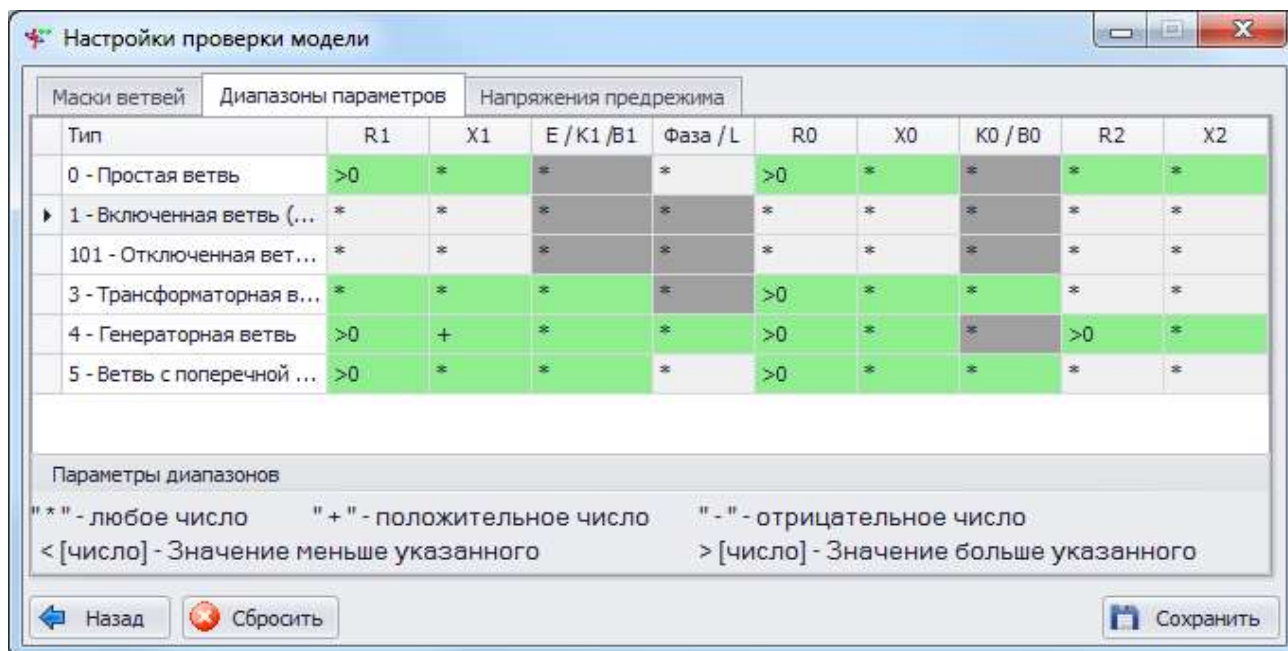 Настройки проверки модели
Маски ветвей Диапазоны параметров Напряжения предрежима
Тип R1 X1 E / K1 /B1 Фаза / L R0 X0 K0 / B0 R2 X2
0 - Простая ветвь >0 * * * >0 * * * *
1 - Включенная ветвь (... * * * * * * * * *
101 - Отключенная вет... * * * * * * * * *
3 - Трансформаторная в... * * * * >0 * * * *
4 - Генераторная ветвь >0 + * * >0 * * >0 *
5 - Ветвь с поперечной ... >0 * * * >0 * * * *
Параметры диапазонов
" * " - любое число " + " - положительное число " - " - отрицательное число
< [число] - Значение меньше указанного > [число] - Значение больше указанного
Назад Сбросить Сохранить